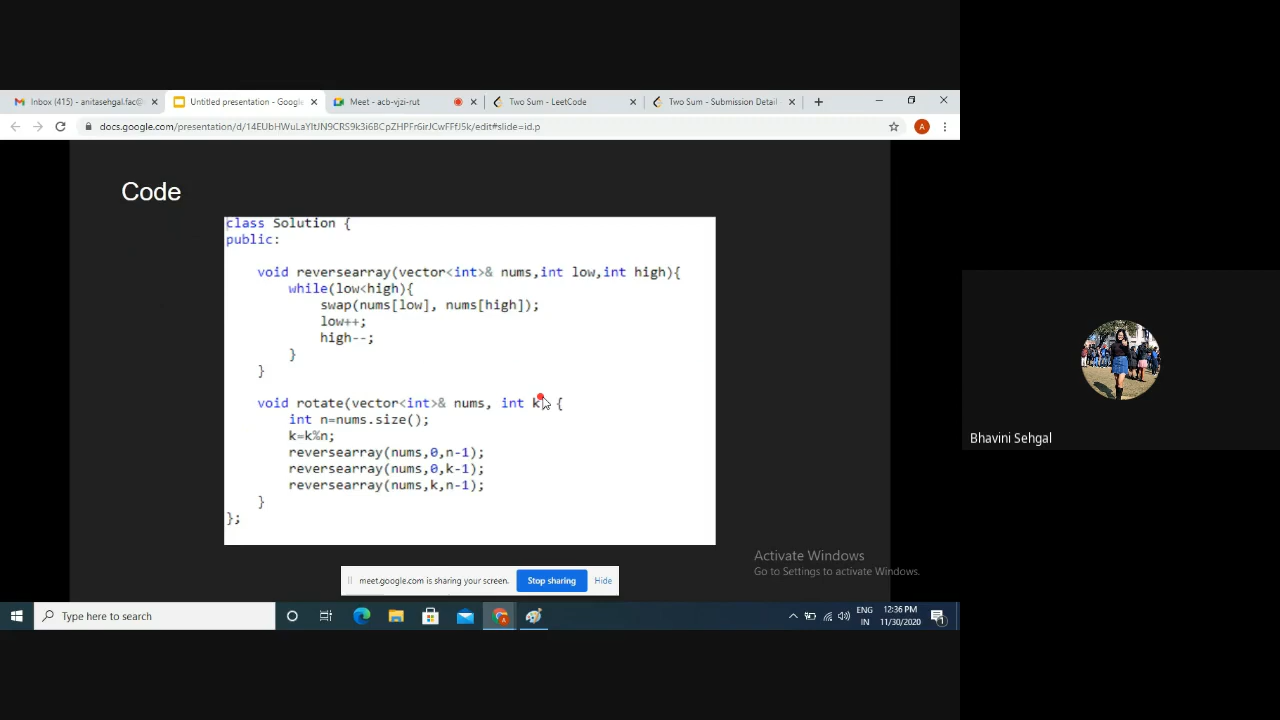 Inbox (415) - anitasehgal.fac@
Untitled presentation - Google
Meet - acb-vjzi-rut
Two Sum - LeetCode
Two Sum - Submission Detail
docs.google.com/presentation/d/14EUbHWuLaYltJN9CRS9k3i6BCpZHPFr6irJCwFFfJ5k/edit#slide=id.p
A
Code
class Solution {
public:
void reversearray(vector<int>& nums,int low,int high){
while(low<high){
swap(nums[low], nums[high]);
low++;
high--;
}
}
void rotate(vector<int>& nums, int k) {
int n=nums.size();
k=k%n;
reversearray(nums,0,n-1);
reversearray(nums,0,k-1);
reversearray(nums,k,n-1);
}
};
Bhavini Sehgal
Activate Windows
Go to Settings to activate Windows.
meet.google.com is sharing your screen.
Stop sharing
Hide
Type here to search
ENG
IN
12:36 PM
11/30/2020
1